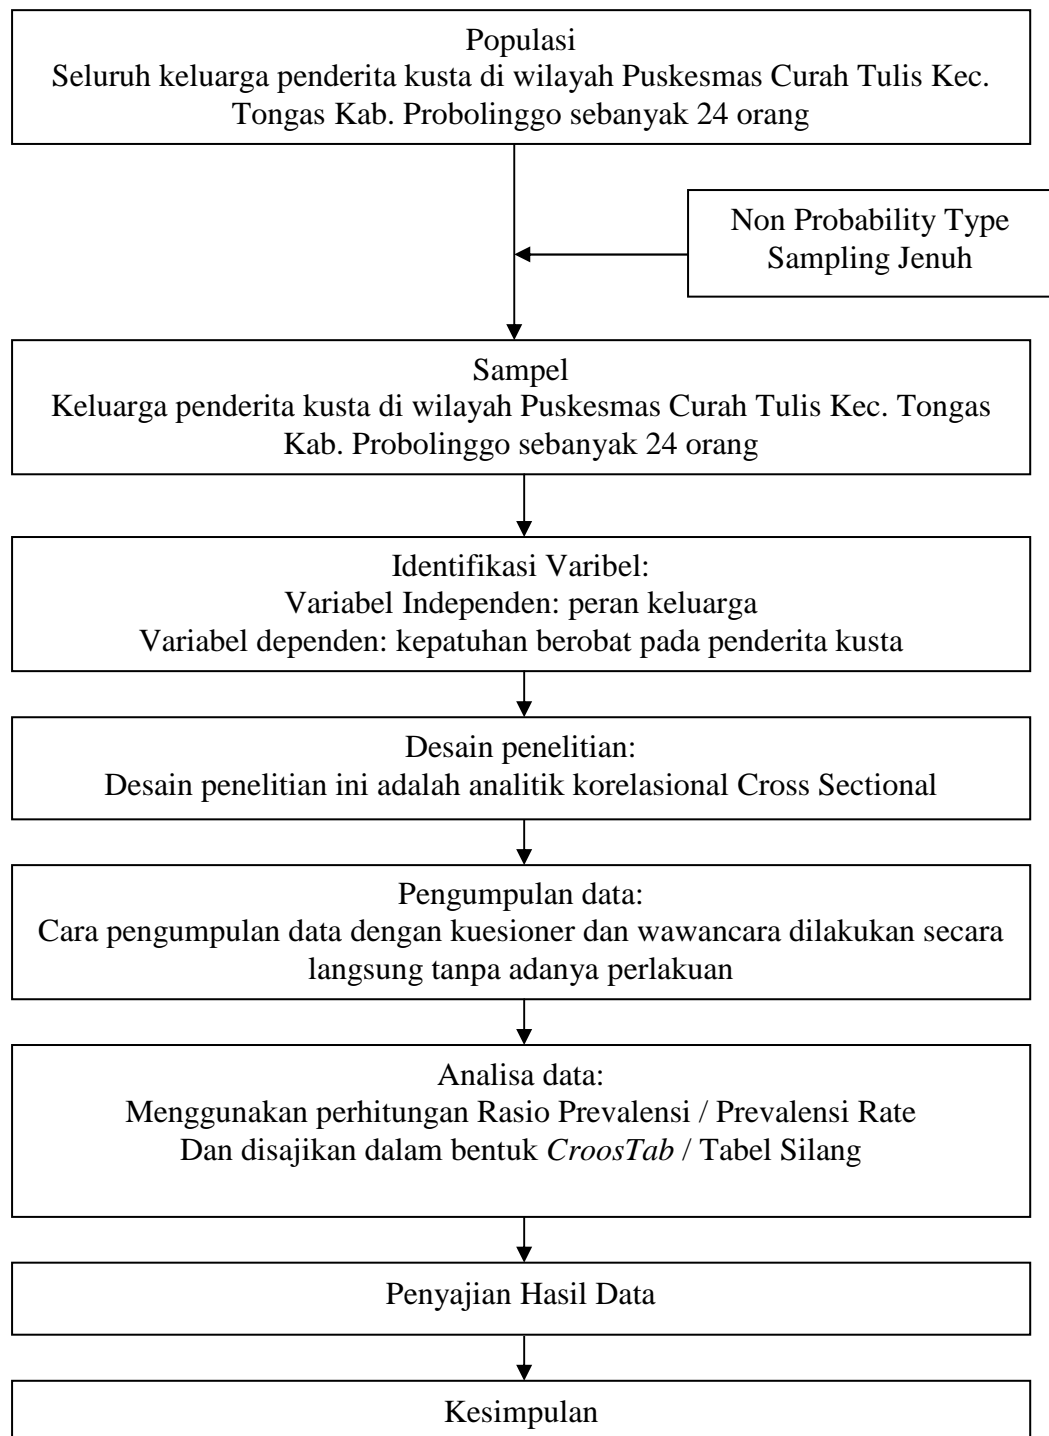 Populasi
Seluruh keluarga penderita kusta di wilayah Puskesmas Curah Tulis Kec.
Tongas Kab. Probolinggo sebanyak 24 orang
Non Probability Type
Sampling Jenuh
Sampel
Keluarga penderita kusta di wilayah Puskesmas Curah Tulis Kec. Tongas
Kab. Probolinggo sebanyak 24 orang
Identifikasi Varibel:
Variabel Independen: peran keluarga
Variabel dependen: kepatuhan berobat pada penderita kusta
Desain penelitian:
Desain penelitian ini adalah analitik korelasional Cross Sectional
Pengumpulan data:
Cara pengumpulan data dengan kuesioner dan wawancara dilakukan secara
langsung tanpa adanya perlakuan
Analisa data:
Menggunakan perhitungan Rasio Prevalensi / Prevalensi Rate
Dan disajikan dalam bentuk CroosTab / Tabel Silang
Penyajian Hasil Data
Kesimpulan